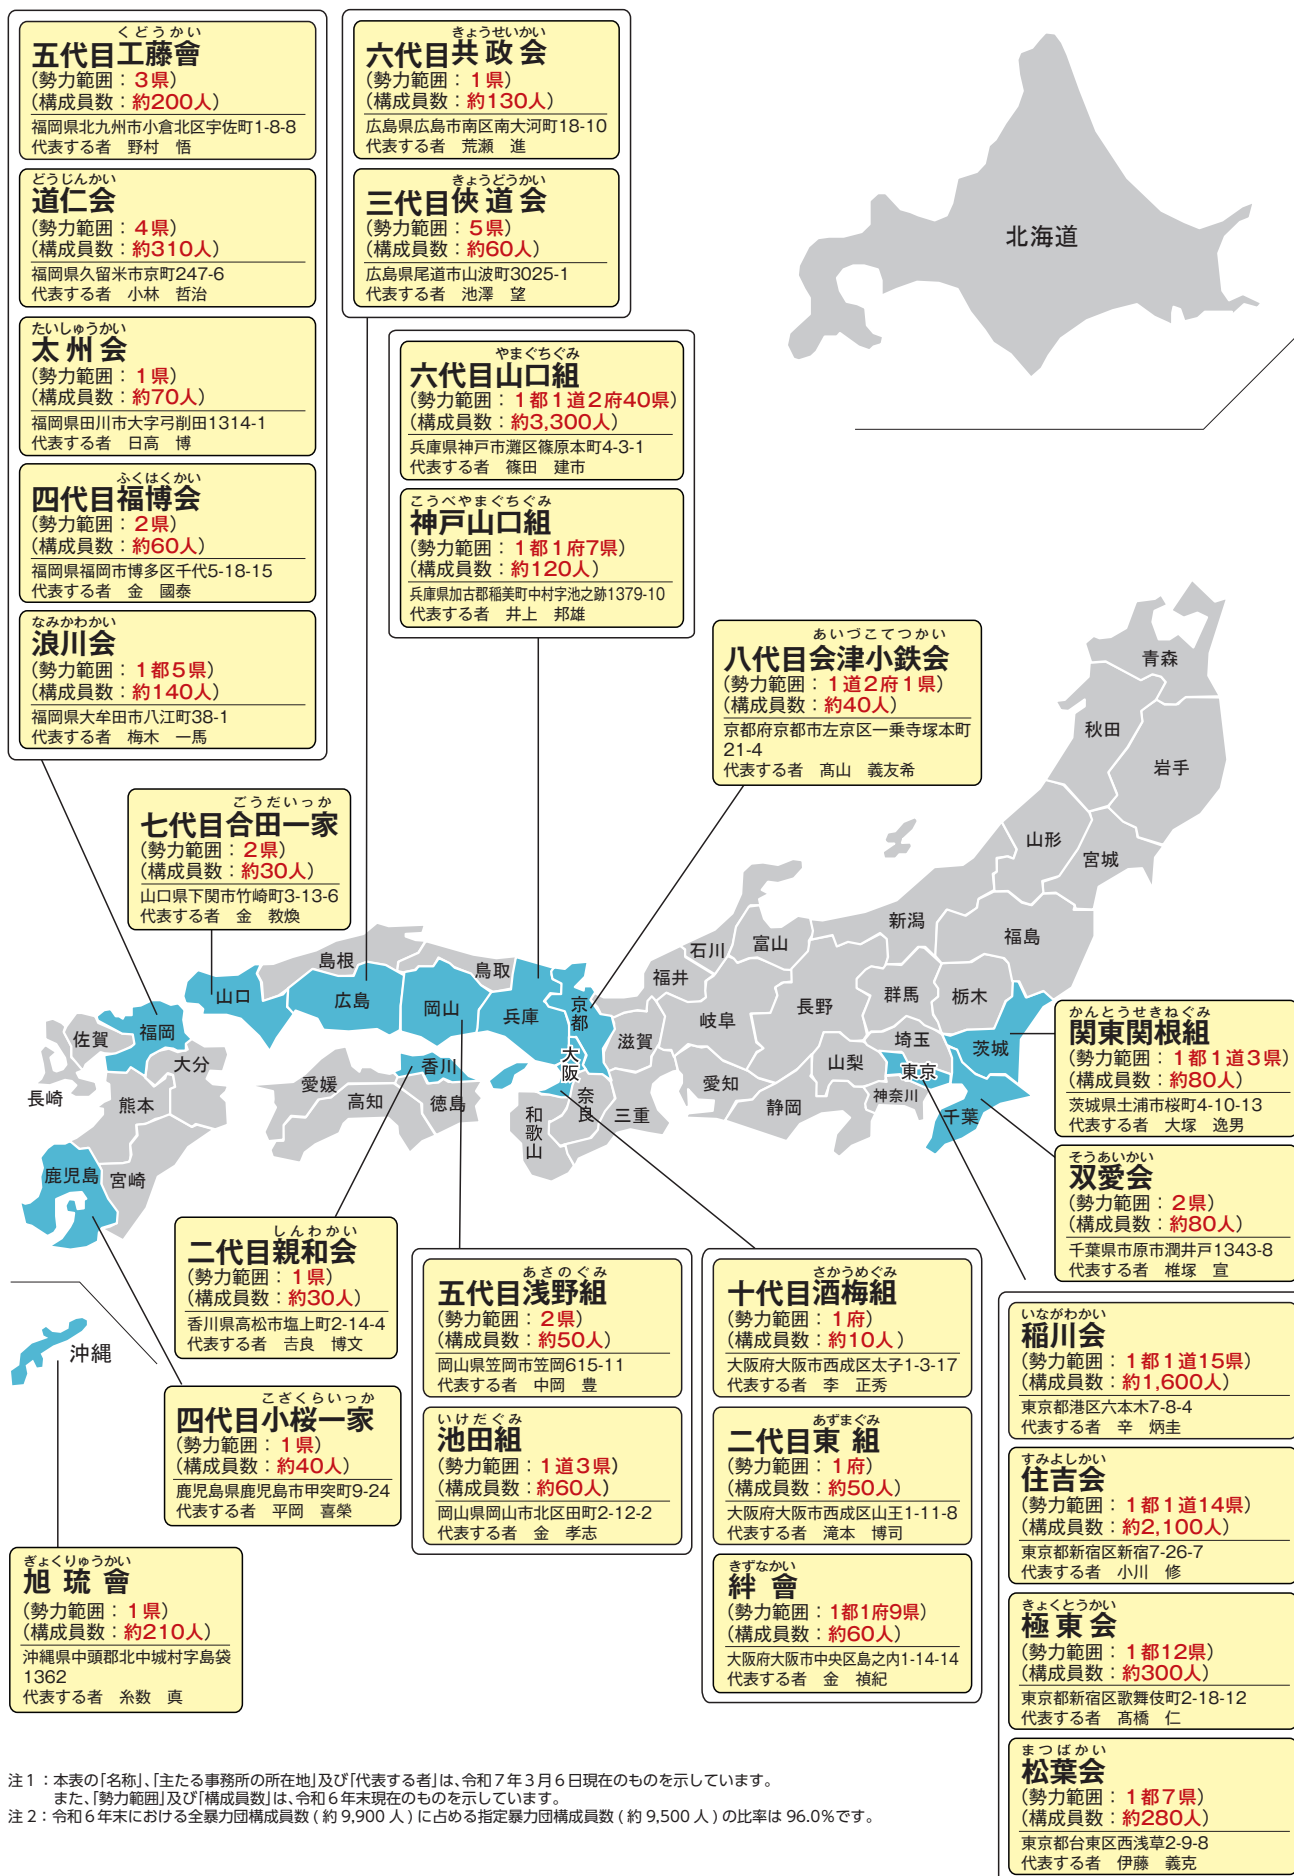 くどうかい
五代目工藤會
(勢力範囲：3県)
(構成員数：約200人)
福岡県北九州市小倉北区宇佐町1-8-8
代表する者　野村　悟
どうじんかい
道仁会
(勢力範囲：4県)
(構成員数：約310人)
福岡県久留米市京町247-6
代表する者　小林　哲治
たいしゅうかい
太州会
(勢力範囲：1県)
(構成員数：約70人)
福岡県田川市大字弓削田1314-1
代表する者　日高　博
ふくはくかい
四代目福博会
(勢力範囲：2県)
(構成員数：約60人)
福岡県福岡市博多区千代5-18-15
代表する者　金　國泰
なみかわかい
浪川会
(勢力範囲：1都5県)
(構成員数：約140人)
福岡県大牟田市八江町38-1
代表する者　梅木　一馬
きょうせいかい
六代目共政会
(勢力範囲：1県)
(構成員数：約130人)
広島県広島市南区南大河町18-10
代表する者　荒瀬　進
きょうどうかい
三代目俠道会
(勢力範囲：5県)
(構成員数：約60人)
広島県尾道市山波町3025-1
代表する者　池澤　望
やまぐちぐみ
六代目山口組
(勢力範囲：1都1道2府40県)
(構成員数：約3,300人)
兵庫県神戸市灘区篠原本町4-3-1
代表する者　篠田　建市
こうべやまぐちぐみ
神戸山口組
(勢力範囲：1都1府7県)
(構成員数：約120人)
兵庫県加古郡稲美町中村字池之跡1379-10
代表する者　井上　邦雄
あいづこてつかい
八代目会津小鉄会
(勢力範囲：1道2府1県)
(構成員数：約40人)
京都府京都市左京区一乗寺塚本町
21-4
代表する者　髙山　義友希
ごうだいっか
七代目合田一家
(勢力範囲：2県)
(構成員数：約30人)
山口県下関市竹崎町3-13-6
代表する者　金　教煥
北海道
青森
秋田
岩手
山形
宮城
新潟
福島
石川
富山
福井
長野
群馬
栃木
茨城
埼玉
東京
千葉
神奈川
山梨
岐阜
静岡
愛知
滋賀
三重
京都
大阪
奈良
和歌山
兵庫
鳥取
岡山
島根
広島
山口
香川
徳島
愛媛
高知
福岡
佐賀
長崎
大分
熊本
宮崎
鹿児島
沖縄
かんとうせきねぐみ
関東関根組
(勢力範囲：1都1道3県)
(構成員数：約80人)
茨城県土浦市桜町4-10-13
代表する者　大塚　逸男
そうあいかい
双愛会
(勢力範囲：2県)
(構成員数：約80人)
千葉県市原市潤井戸1343-8
代表する者　椎塚　宣
しんわかい
二代目親和会
(勢力範囲：1県)
(構成員数：約30人)
香川県高松市塩上町2-14-4
代表する者　吉良　博文
こざくらいっか
四代目小桜一家
(勢力範囲：1県)
(構成員数：約40人)
鹿児島県鹿児島市甲突町9-24
代表する者　平岡　喜榮
ぎょくりゅうかい
旭琉會
(勢力範囲：1県)
(構成員数：約210人)
沖縄県中頭郡北中城村字島袋
1362
代表する者　糸数　真
あさのぐみ
五代目浅野組
(勢力範囲：2県)
(構成員数：約50人)
岡山県笠岡市笠岡615-11
代表する者　中岡　豊
いけだぐみ
池田組
(勢力範囲：1道3県)
(構成員数：約60人)
岡山県岡山市北区田町2-12-2
代表する者　金　孝志
さかうめぐみ
十代目酒梅組
(勢力範囲：1府)
(構成員数：約10人)
大阪府大阪市西成区太子1-3-17
代表する者　李　正秀
あずまぐみ
二代目東組
(勢力範囲：1府)
(構成員数：約50人)
大阪府大阪市西成区山王1-11-8
代表する者　滝本　博司
きずなかい
絆會
(勢力範囲：1都1府9県)
(構成員数：約60人)
大阪府大阪市中央区島之内1-14-14
代表する者　金　禎紀
いながわかい
稲川会
(勢力範囲：1都1道15県)
(構成員数：約1,600人)
東京都港区六本木7-8-4
代表する者　辛　炳圭
すみよしかい
住吉会
(勢力範囲：1都1道14県)
(構成員数：約2,100人)
東京都新宿区新宿7-26-7
代表する者　小川　修
きょくとうかい
極東会
(勢力範囲：1都12県)
(構成員数：約300人)
東京都新宿区歌舞伎町2-18-12
代表する者　髙橋　仁
まつばかい
松葉会
(勢力範囲：1都7県)
(構成員数：約280人)
東京都台東区西浅草2-9-8
代表する者　伊藤　義克
注1：本表の「名称」、「主たる事務所の所在地」及び「代表する者」は、令和7年3月6日現在のものを示しています。
また、「勢力範囲」及び「構成員数」は、令和6年末現在のものを示しています。
注2：令和6年末における全暴力団構成員数(約9,900人)に占める指定暴力団構成員数(約9,500人)の比率は96.0%です。